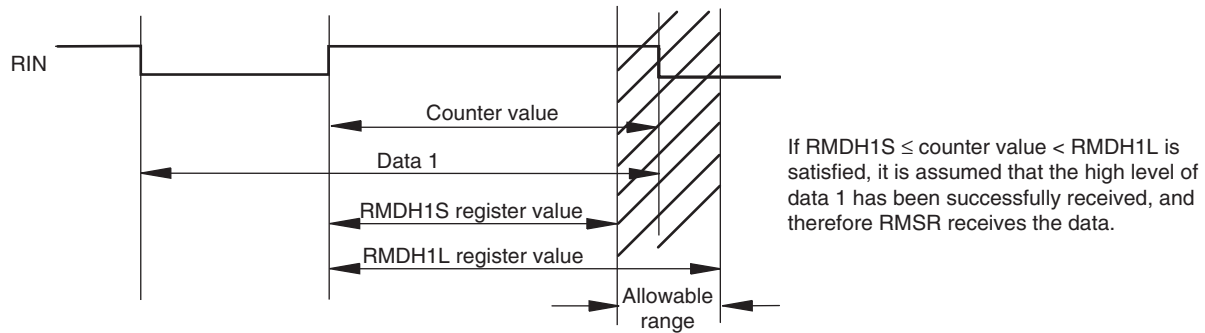 RIN
Counter value
Data 1
RMDH1S register value
RMDH1L register value
Allowable
range
If RMDH1S ≤ counter value < RMDH1L is
satisfied, it is assumed that the high level of
data 1 has been successfully received, and
therefore RMSR receives the data.